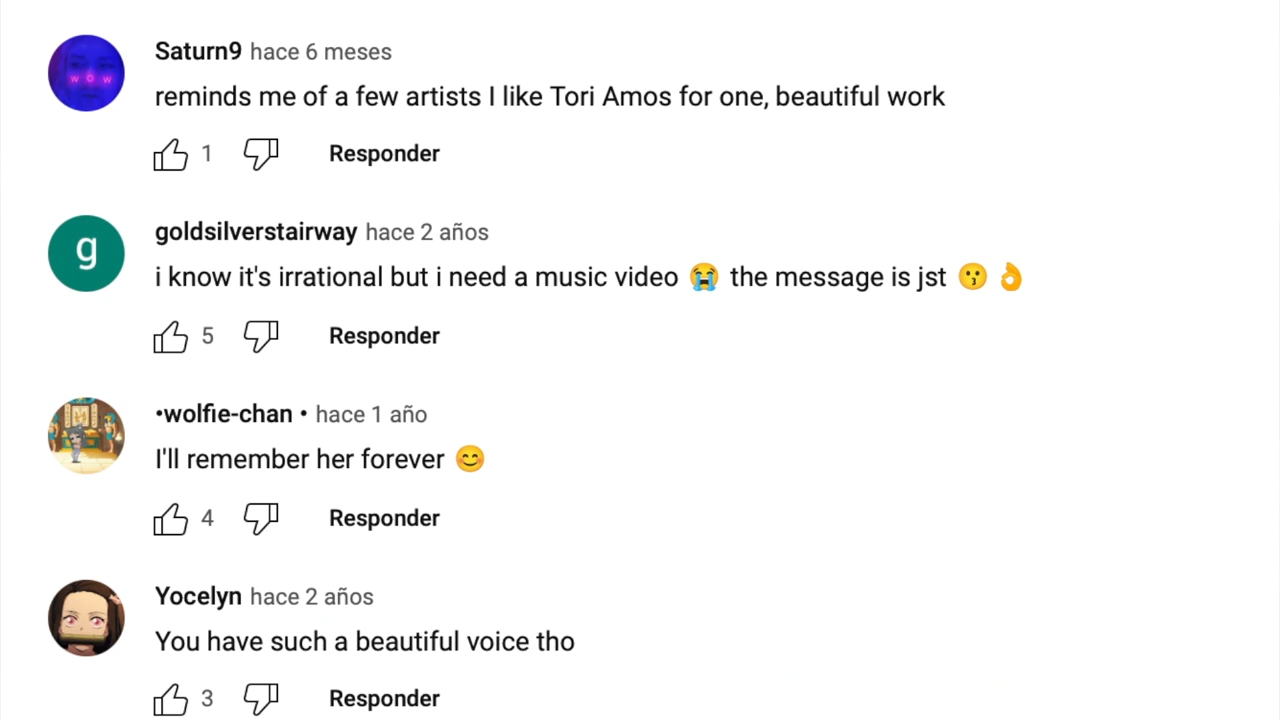 Saturn9 hace 6 meses
wow
reminds me of a few artists I like Tori Amos for one, beautiful work
1 Responder
goldsilverstairway hace 2 años
g
i know it's irrational but i need a music video 😭 the message is jst 😗 👌
5 Responder
•wolfie-chan • hace 1 año
I'll remember her forever 😊
4 Responder
Yocelyn hace 2 años
You have such a beautiful voice tho
3 Responder